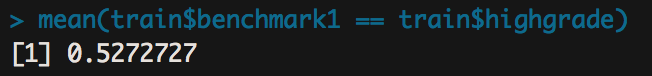 > mean(train$benchmark1 == train$highgrade)
[1] 0.5272727